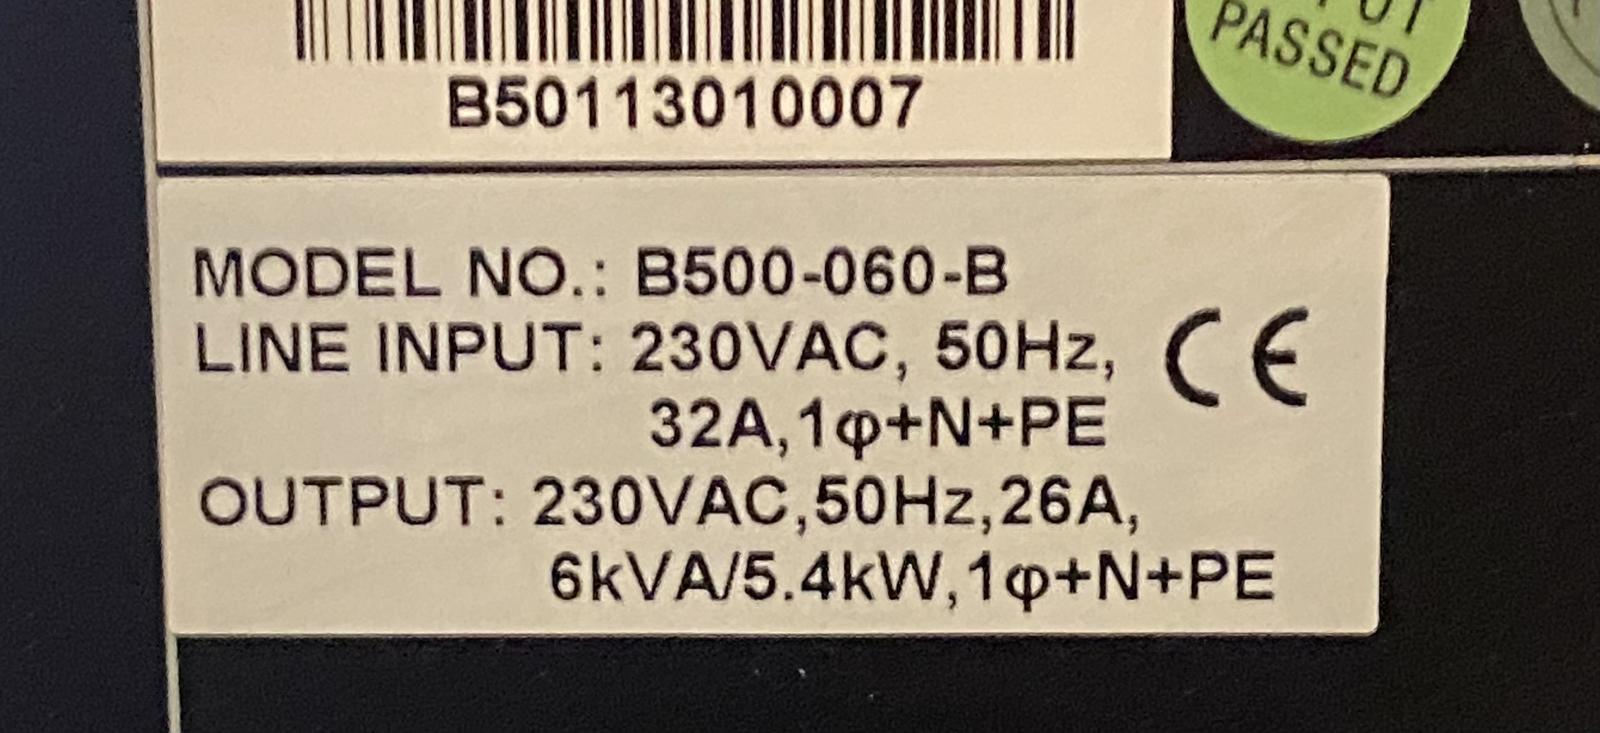 PASSED
B50113010007
MODEL NO.: B500-060-B
LINE INPUT: 230VAC, 50Hz,
32A,1φ+N+PE
CE
OUTPUT: 230VAC,50Hz,26A,
6kVA/5.4kW,1φ+N+PE